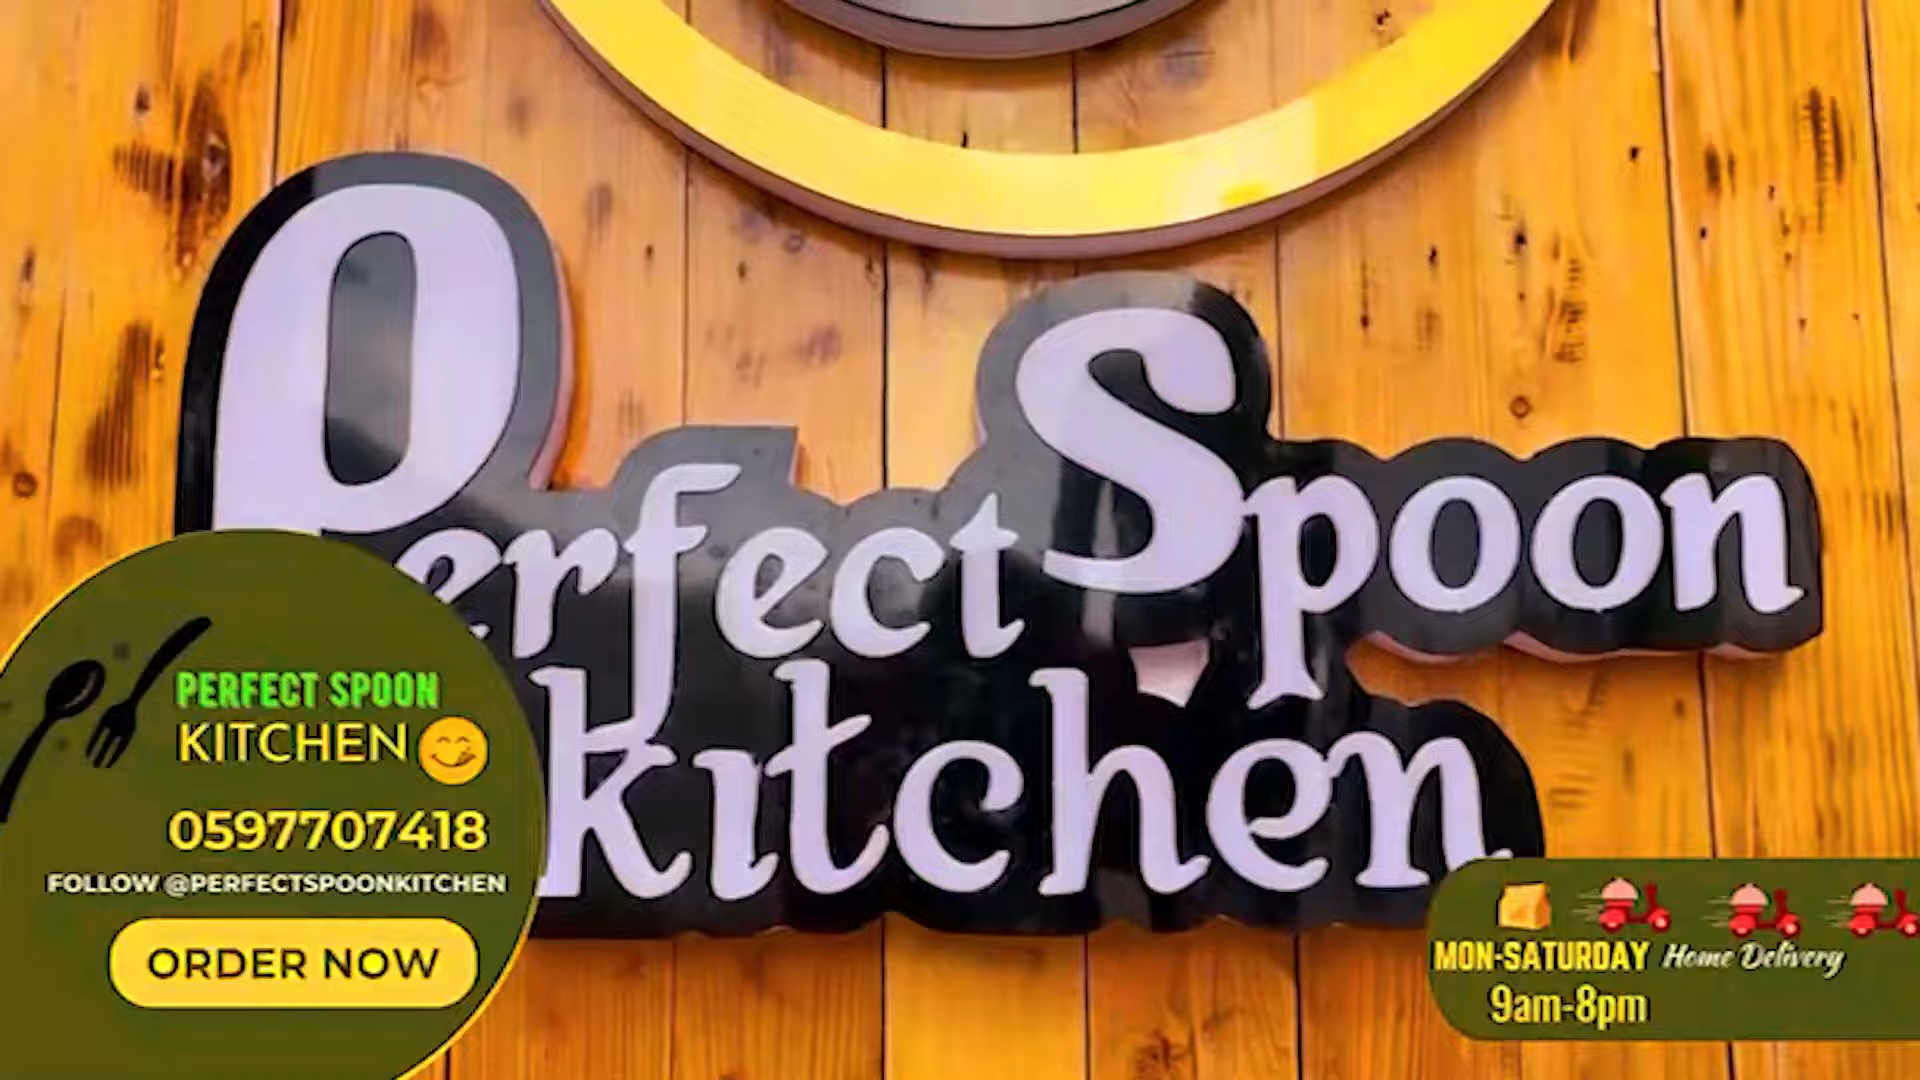 Perfect Spoon
kitchen
PERFECT SPOON
KITCHEN
0597707418
FOLLOW @PERFECTSPOONKITCHEN
ORDER NOW
MON-SATURDAY Home Delivery
9am-8pm